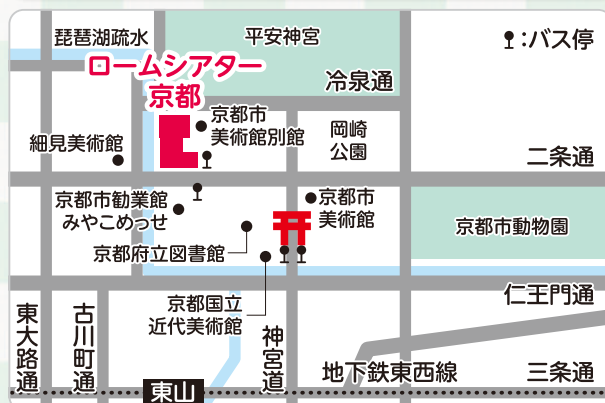 琵琶湖疏水
平安神宮
:バス停
ロームシアター
京都
冷泉通
京都市
美術館別館
岡崎
公園
細見美術館
二条通
京都市勧業館
みやこめっせ
京都市
美術館
京都市動物園
京都府立図書館
仁王門通
京都国立
近代美術館
東大路通
古川町通
神宮道
地下鉄東西線
三条通
東山